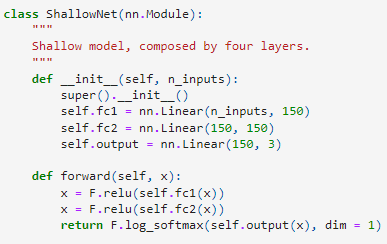 class ShallowNet(nn.Module):
    """
    Shallow model, composed by four layers.
    """
    def __init__(self, n_inputs):
        super().__init__()
        self.fc1 = nn.Linear(n_inputs, 150)
        self.fc2 = nn.Linear(150, 150)
        self.output = nn.Linear(150, 3)

    def forward(self, x):
        x = F.relu(self.fc1(x))
        x = F.relu(self.fc2(x))
        return F.log_softmax(self.output(x), dim = 1)